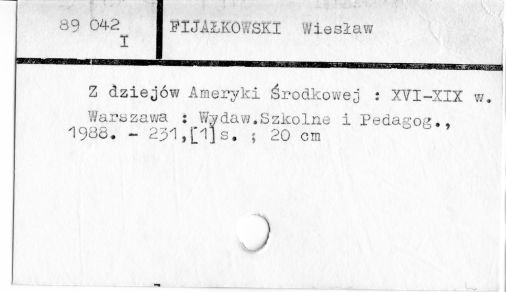 89 042
I
FIJAŁKOWSKI Wiesław
Z dziejów Ameryki Środkowej : XVI-XIX w.
Warszawa : Wydaw.Szkolne i Pedagog.,
1988. - 231,[1]s. ; 20 cm